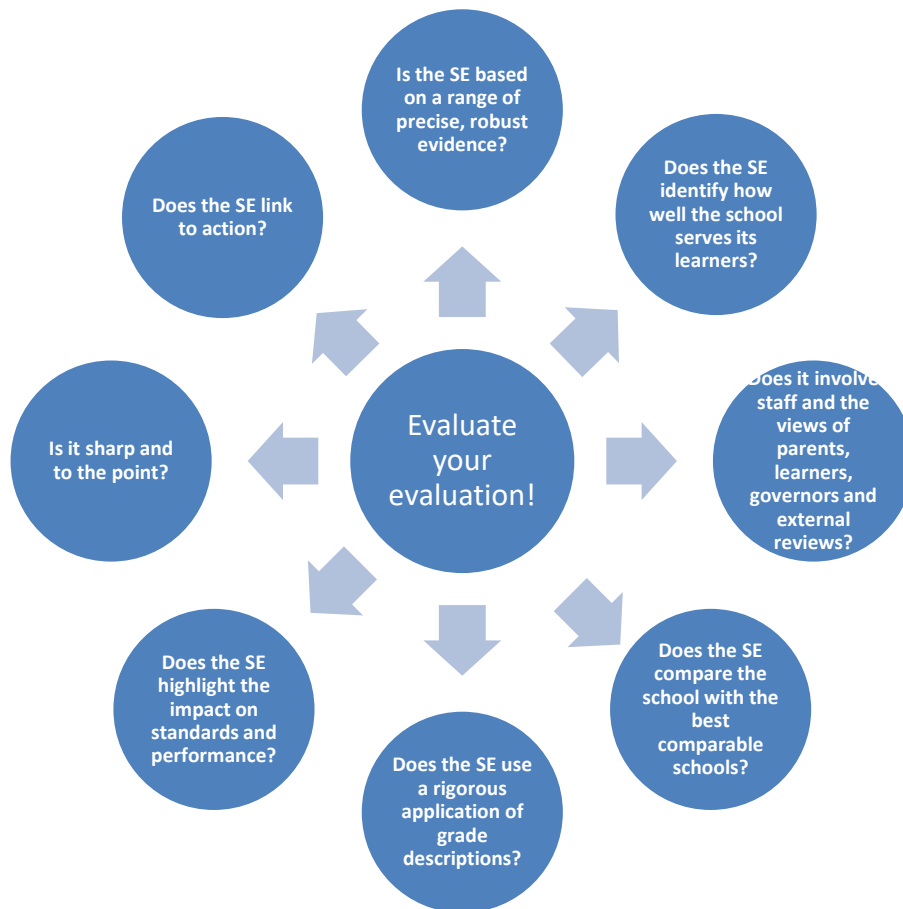 Is the SE based
on a range of
precise, robust
evidence?
Does the SE
identify how
well the school
serves its
learners?
Does it involve
staff and the
views of
parents,
learners,
governors and
external
reviews?
Does the SE
compare the
school with the
best
comparable
schools?
Does the SE use
a rigorous
application of
grade
descriptions?
Does the SE
highlight the
impact on
standards and
performance?
Is it sharp and
to the point?
Does the SE link
to action?
Evaluate
your
evaluation!